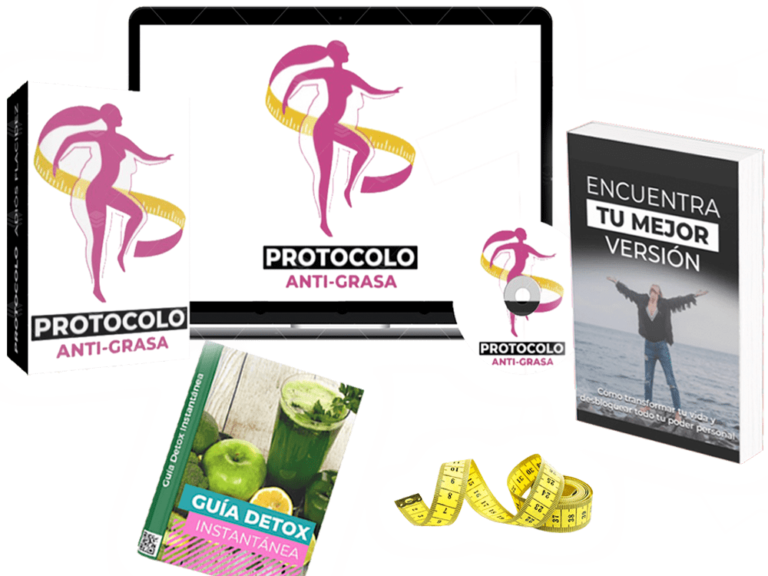 PROTOCOLO ADIOS FLACIDEZ
PROTOCOLO
ANTI-GRASA
PROTOCOLO
ANTI-GRASA
PROTOCOLO
ANTI-GRASA
ENCUENTRA
TU MEJOR
VERSIÓN
Como transformar tu vida y
desbloquear todo tu poder personal
Guía Detox Instantánea
GUÍA DETOX
INSTANTÁNEA